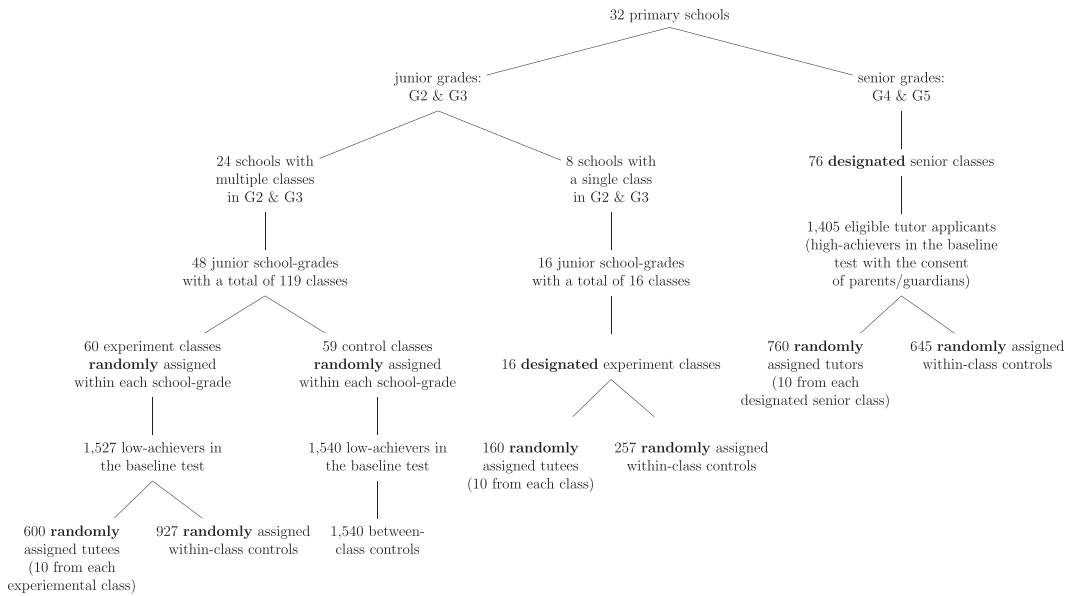 32 primary schools
junior grades:
G2 & G3
senior grades:
G4 & G5
24 schools with
multiple classes
in G2 & G3
8 schools with
a single class
in G2 & G3
76 designated senior classes
48 junior school-grades
with a total of 119 classes
16 junior school-grades
with a total of 16 classes
1,405 eligible tutor applicants
(high-achievers in the baseline
test with the consent
of parents/guardians)
60 experiment classes
randomly assigned
within each school-grade
59 control classes
randomly assigned
within each school-grade
16 designated experiment classes
760 randomly
assigned tutors
(10 from each
designated senior class)
645 randomly assigned
within-class controls
1,527 low-achievers in
the baseline test
1,540 low-achievers in
the baseline test
160 randomly
assigned tutees
(10 from each class)
257 randomly assigned
within-class controls
600 randomly
assigned tutees
(10 from each
experiemental class)
927 randomly assigned
within-class controls
1,540 between-
class controls